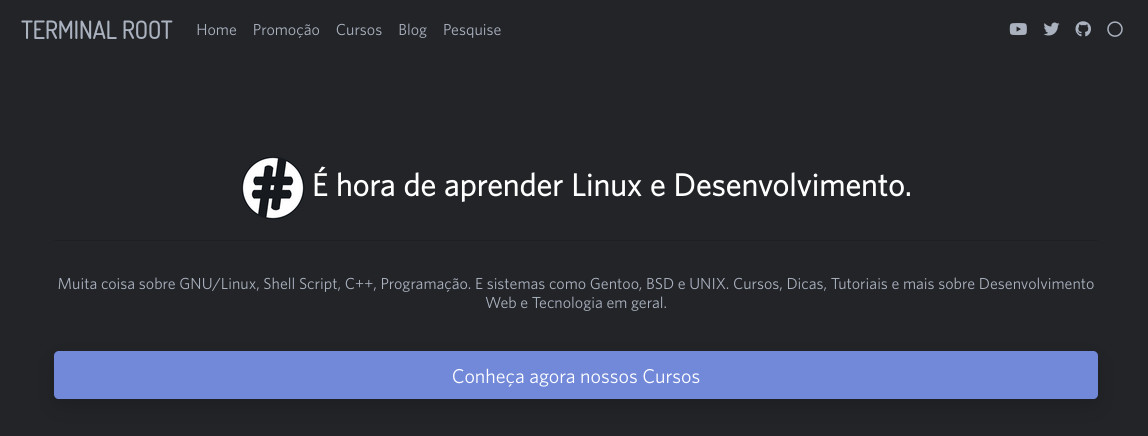 TERMINAL ROOT Home Promoção Cursos Blog Pesquise
# É hora de aprender Linux e Desenvolvimento.
Muita coisa sobre GNU/Linux, Shell Script, C++, Programação. E sistemas como Gentoo, BSD e UNIX. Cursos, Dicas, Tutoriais e mais sobre Desenvolvimento
Web e Tecnologia em geral.
Conheça agora nossos Cursos